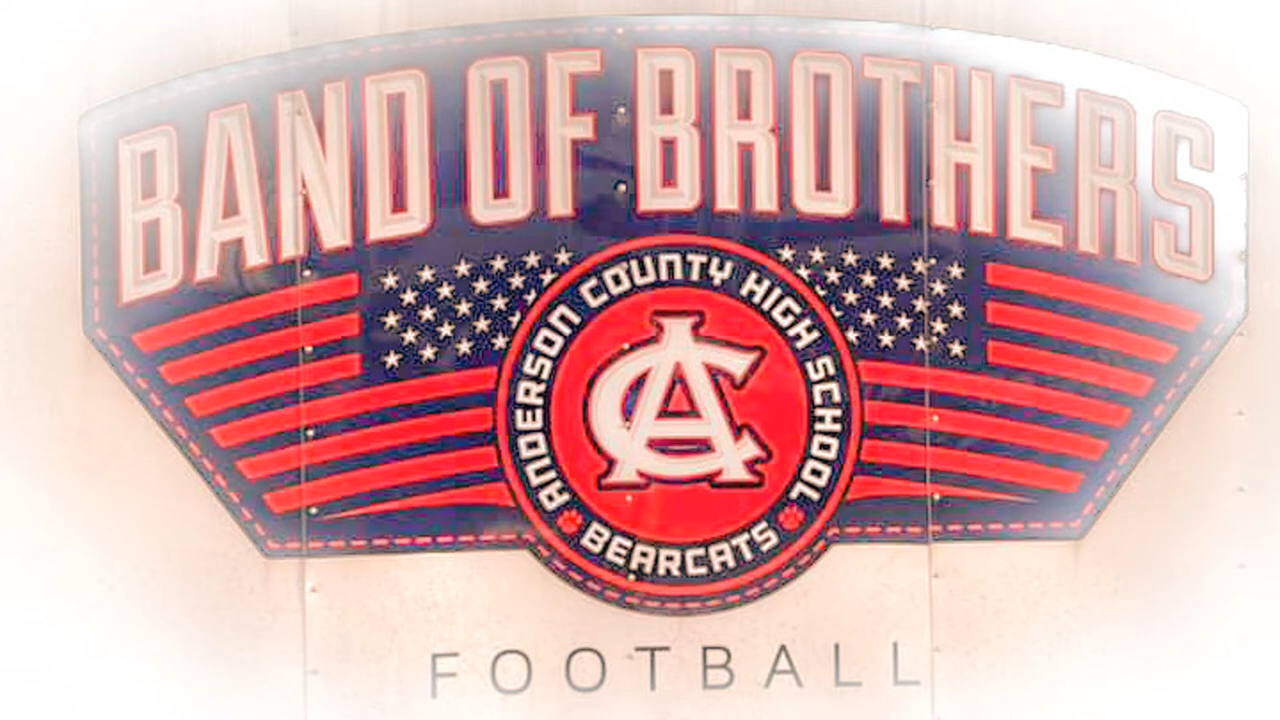 BAND OF BROTHERS
ANDERSON COUNTY HIGH SCHOOL
AC
BEARCATS
FOOTBALL